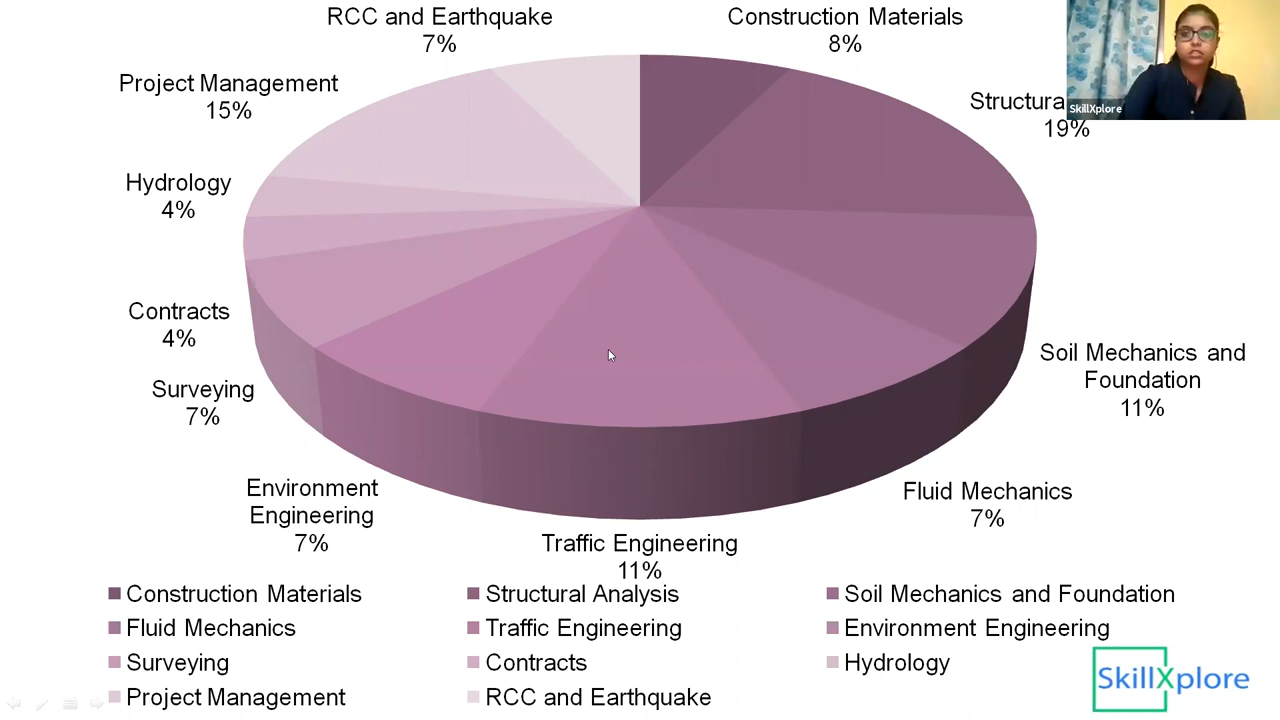 RCC and Earthquake
7%
Construction Materials
8%
Project Management
15%
Structura
19%
SkillXplore
Hydrology
4%
Contracts
4%
Soil Mechanics and
Foundation
11%
Surveying
7%
Environment
Engineering
7%
Fluid Mechanics
7%
Traffic Engineering
11%
Construction Materials
Structural Analysis
Soil Mechanics and Foundation
Fluid Mechanics
Traffic Engineering
Environment Engineering
Surveying
Contracts
Hydrology
Project Management
RCC and Earthquake
SkillXplore